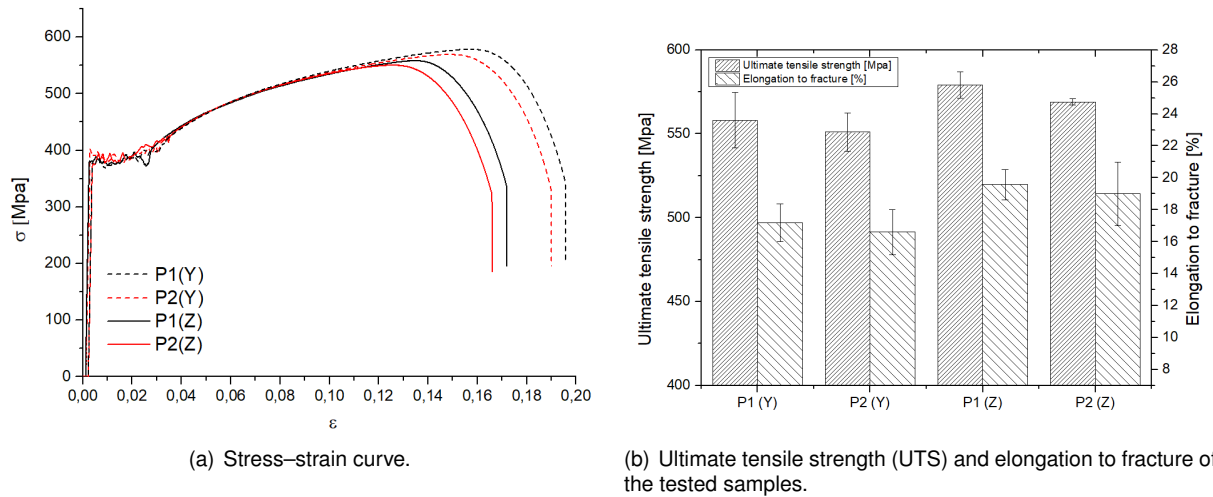 600
500
400
300
200
100
0
σ [Mpa]
P1(Y)
P2(Y)
P1(Z)
P2(Z)
0,00 0,02 0,04 0,06 0,08 0,10 0,12 0,14 0,16 0,18 0,20
ε
(a) Stress–strain curve.
600
550
500
450
400
Ultimate tensile strength [Mpa]
Ultimate tensile strength [Mpa]
Elongation to fracture [%]
28
26
24
22
20
18
16
14
12
10
8
Elongation to fracture [%]
P1 (Y) P2 (Y) P1 (Z) P2 (Z)
(b) Ultimate tensile strength (UTS) and elongation to fracture of
the tested samples.